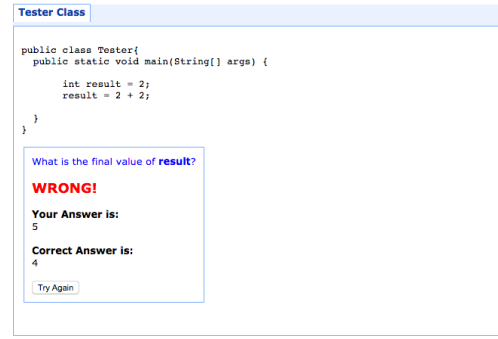 Tester Class
public class Tester{
public static void main(String[] args) {
int result = 2;
result = 2 + 2;
}
}
What is the final value of result?
WRONG!
Your Answer is:
5
Correct Answer is:
4
Try Again